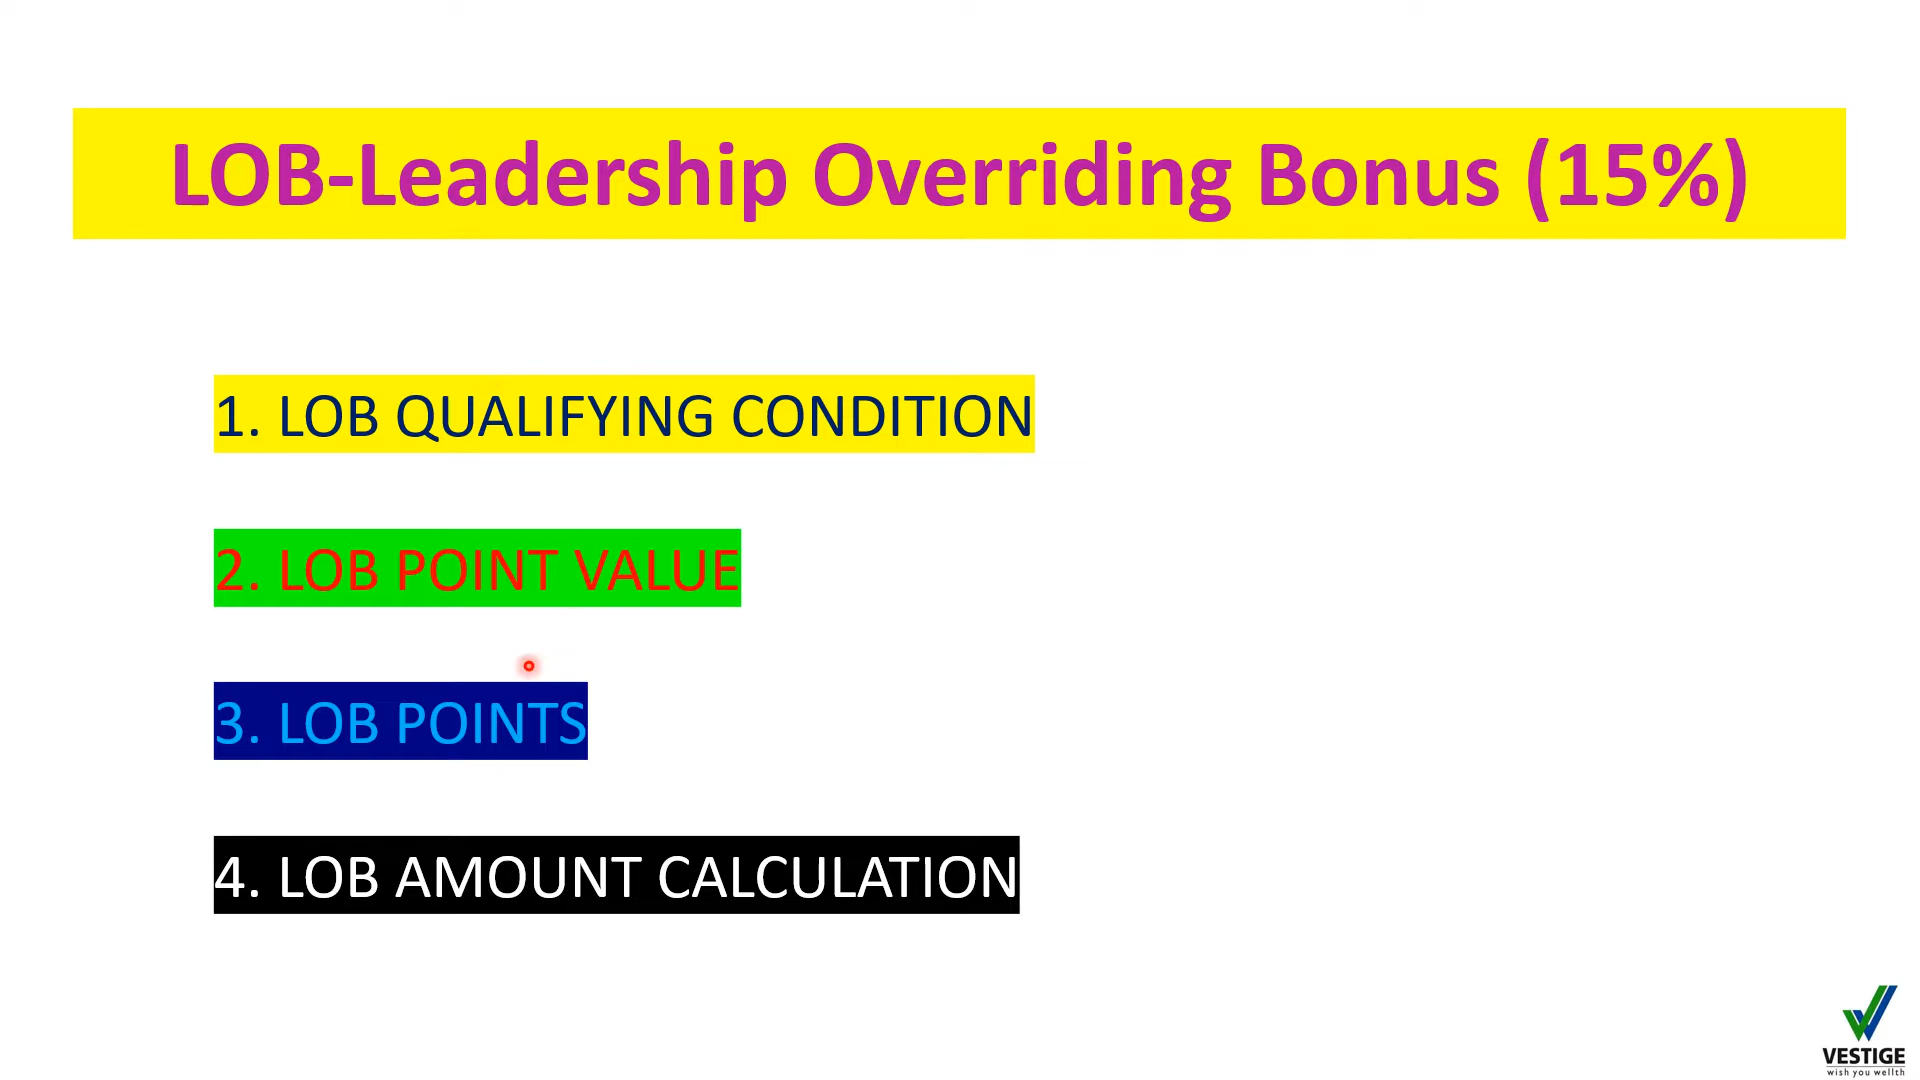 LOB-Leadership Overriding Bonus (15%)
1. LOB QUALIFYING CONDITION
2. LOB POINT VALUE
3. LOB POINTS
4. LOB AMOUNT CALCULATION
VESTIGE
wish you wellth